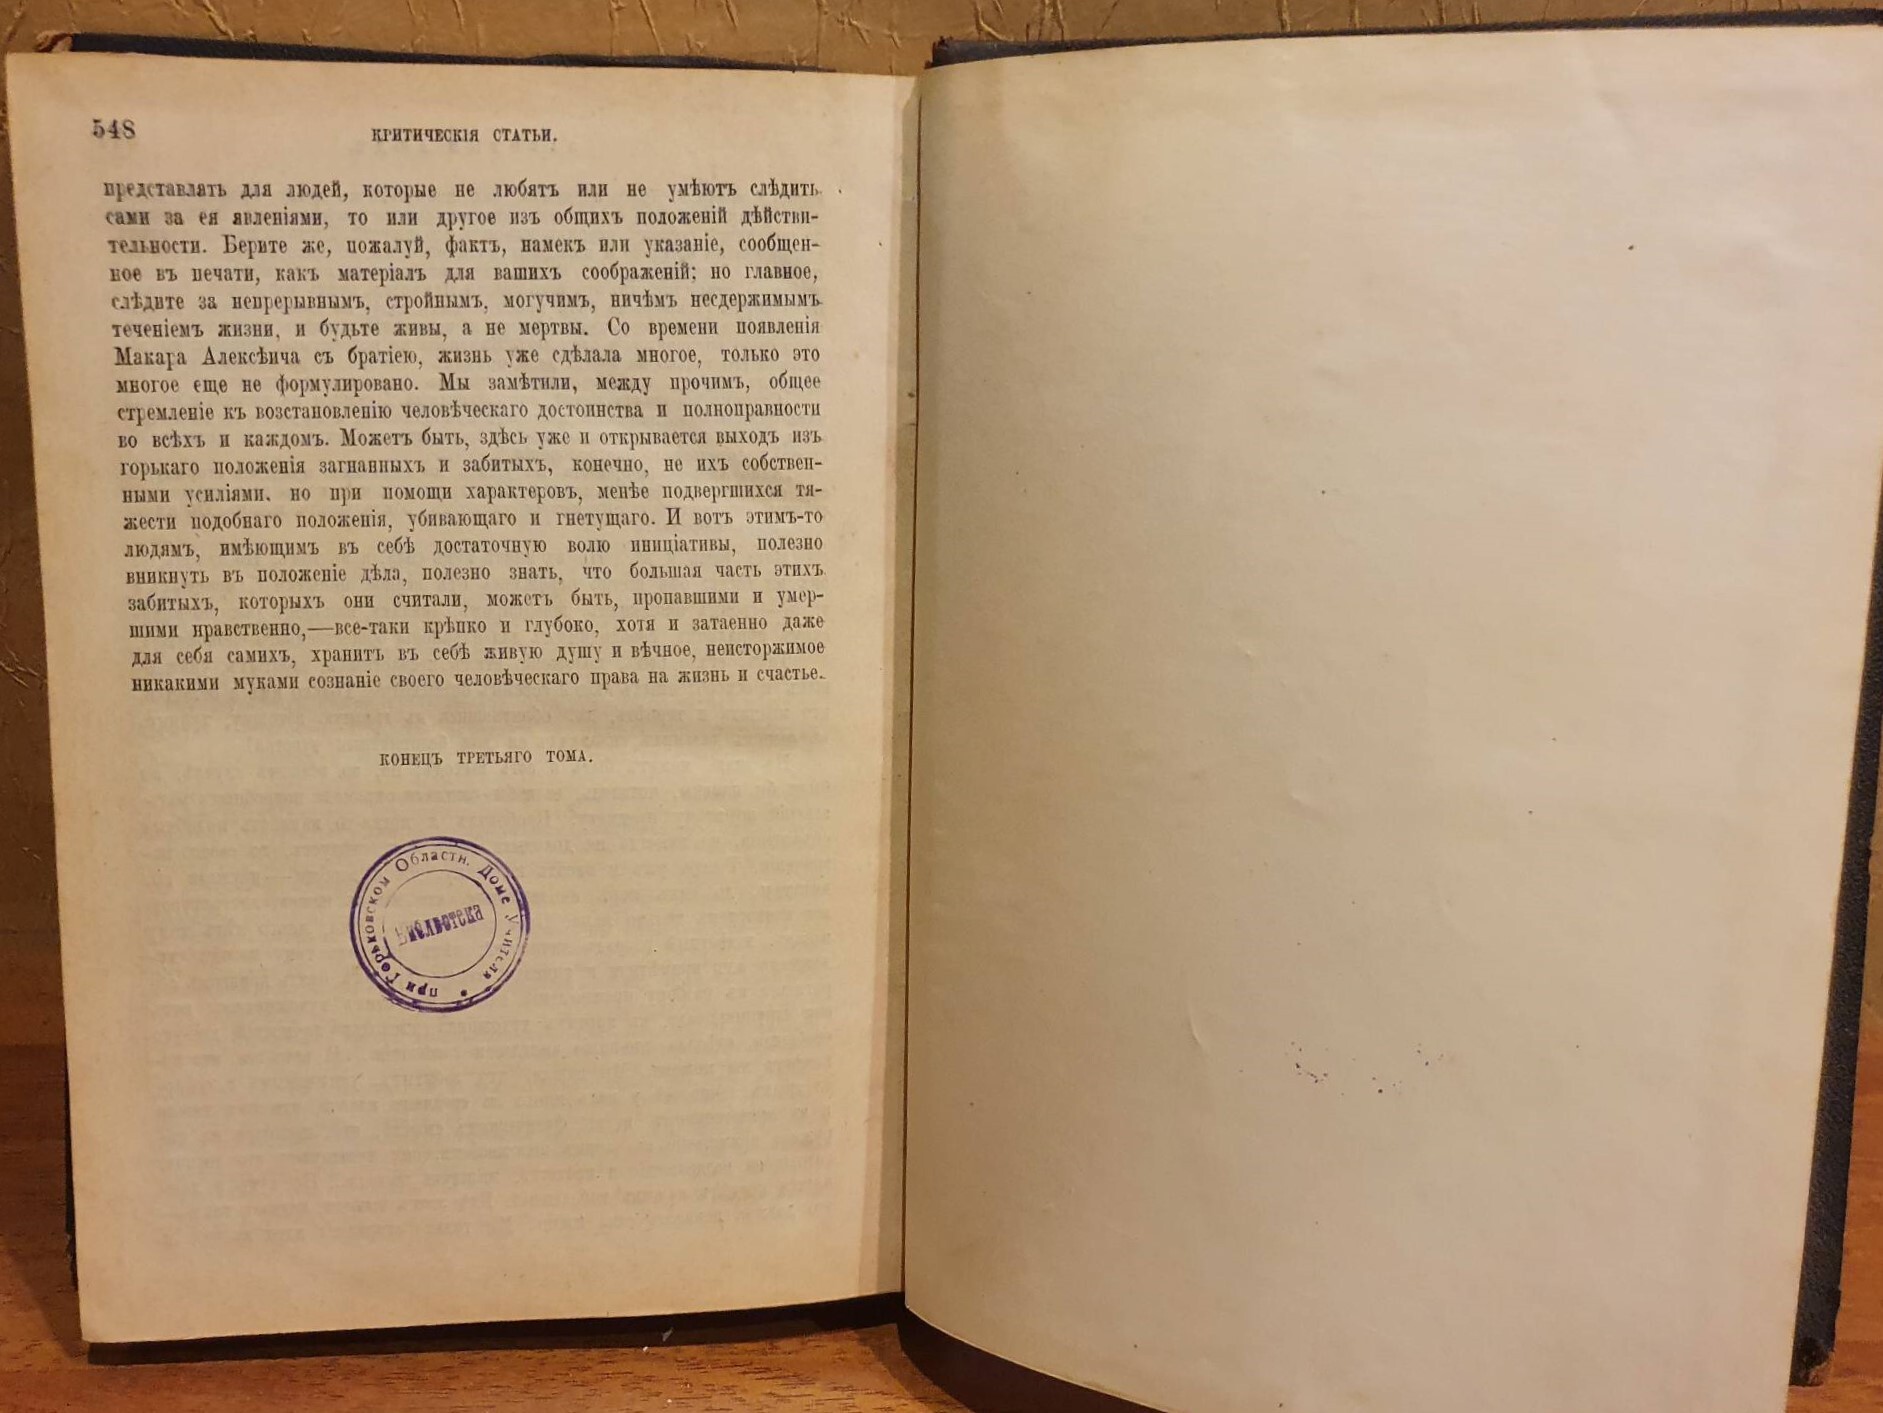 548
КРИТИЧЕСКІЯ СТАТЬИ.
представлять для людей, которые не любятъ или не умѣютъ слѣдить
сами за ея явленіями, то или другое изъ общихъ положеній дѣйстви-
тельности. Берите же, пожалуй, фактъ, намекъ или указаніе, сообщен-
ное въ печати, какъ матеріалъ для вашихъ соображеній; но главное,
слѣдите за непрерывнымъ, стройнымъ, могучимъ, ничѣмъ несдержимымъ
теченіемъ жизни, и будьте живы, а не мертвы. Со времени появленія
Макара Алексѣича съ братіею, жизнь уже сдѣлала многое, только это
многое еще не формулировано. Мы замѣтили, между прочимъ, общее
стремленіе къ возстановленію человѣческаго достоинства и полноправности
во всѣхъ и каждомъ. Можетъ быть, здѣсь уже и открывается выходъ изъ
горькаго положенія загнанныхъ и забитыхъ, конечно, не ихъ собствен-
ными усиліями, но при помощи характеровъ, менѣе подвергшихся тя-
жести подобнаго положенія, убивающаго и гнетущаго. И вотъ этимъ-то
людямъ, имѣющимъ въ себѣ достаточную волю иниціативы, полезно
вникнуть въ положеніе дѣла, полезно знать, что большая часть этихъ
забитыхъ, которыхъ они считали, можетъ быть, пропавшими и умер-
шими нравственно,—все-таки крѣпко и глубоко, хотя и затаенно даже
для себя самихъ, хранитъ въ себѣ живую душу и вѣчное, неисторжимое
никакими муками сознаніе своего человѣческаго права на жизнь и счастье.
КОНЕЦЪ ТРЕТЬЯГО ТОМА.
при Горьковском Областн. Доме Учителя
Библиотека